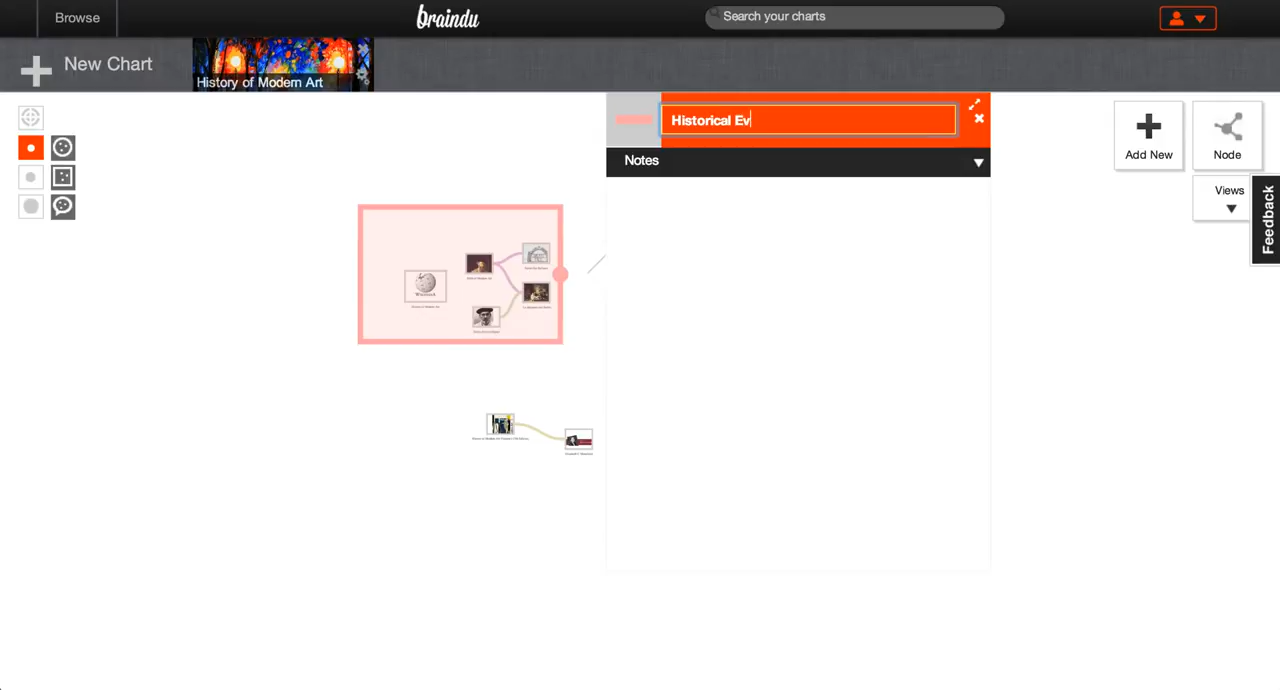 Browse
braindu
Search your charts
New Chart
History of Modern Art
Historical Ev
Notes
Add New
Node
Views
Feedback